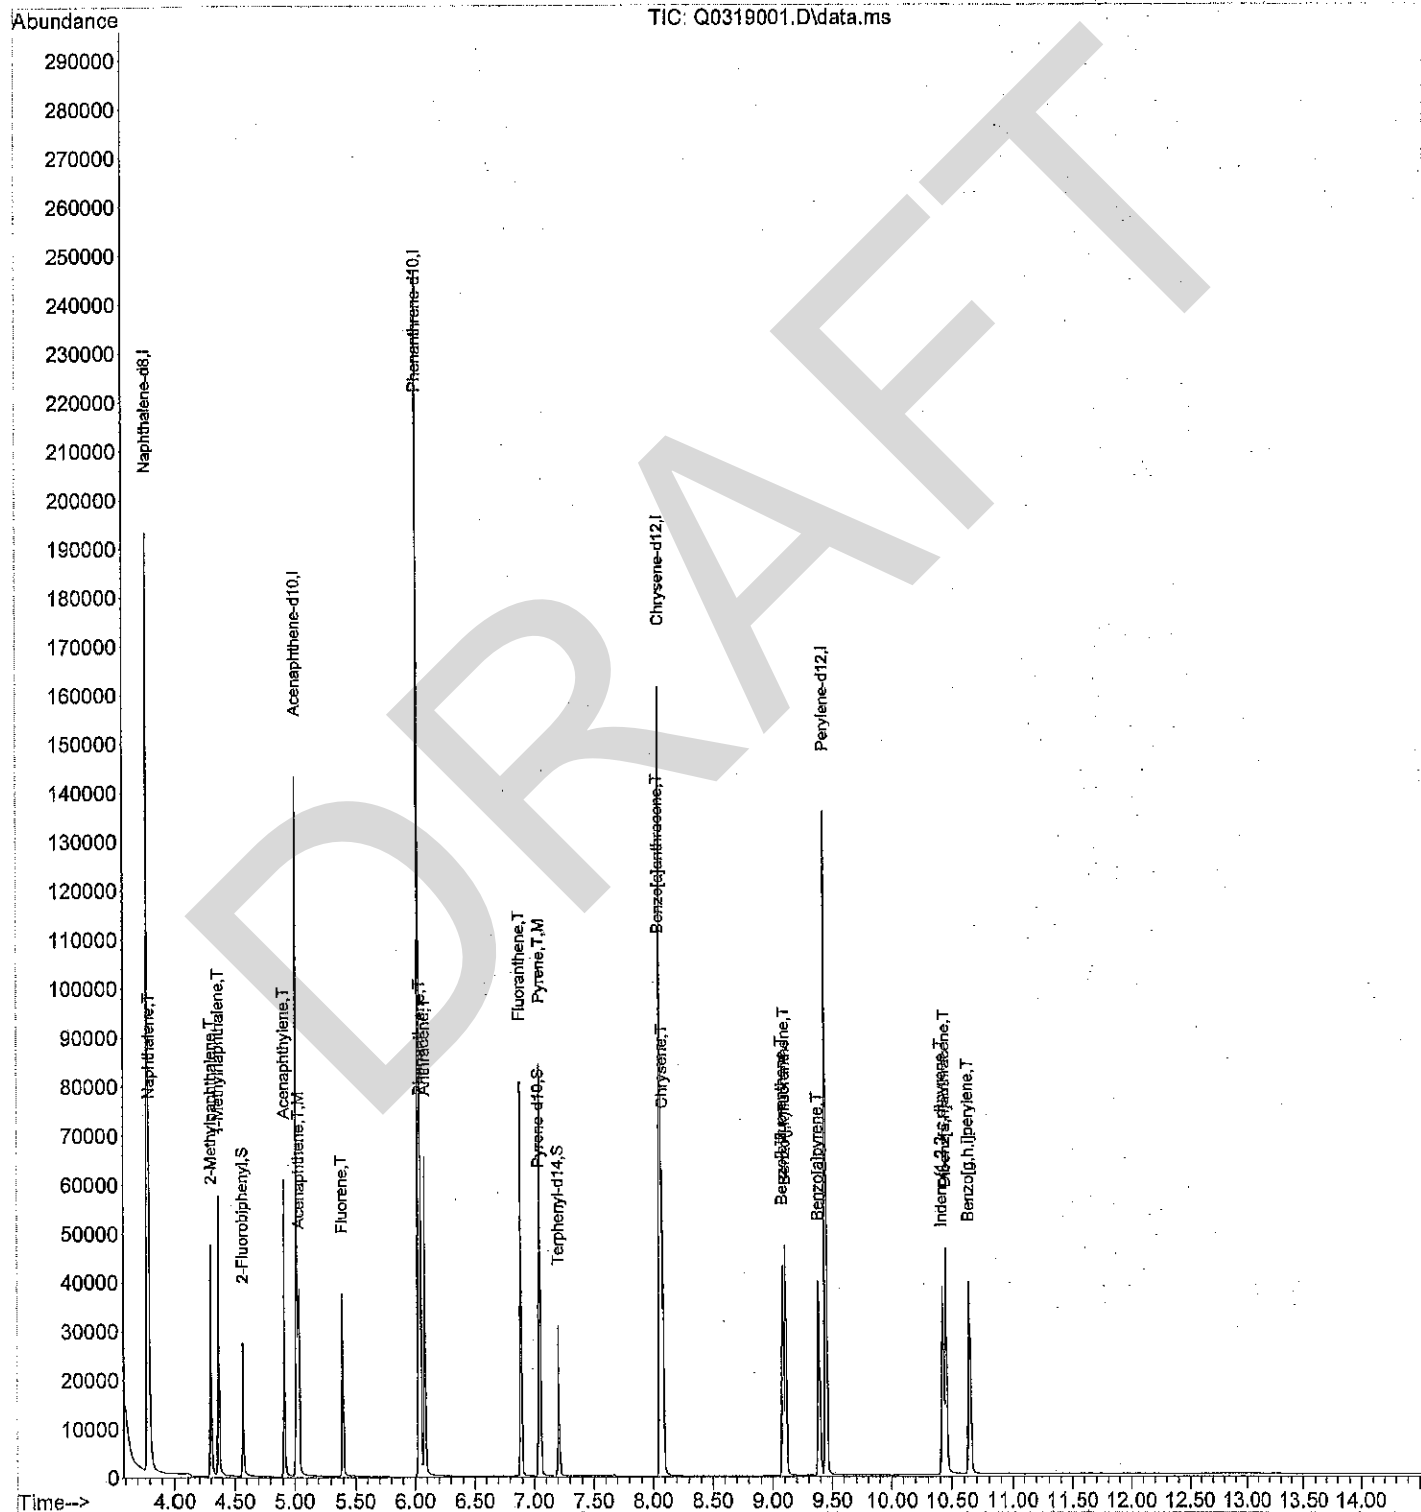 Abundance
TIC: Q0319001.D\data.ms
290000
280000
270000
260000
250000
240000
230000
220000
210000
200000
190000
180000
170000
160000
150000
140000
130000
120000
110000
100000
90000
80000
70000
60000
50000
40000
30000
20000
10000
0
Naphthalene-d8,I
Naphthalene,T
2-Methylnaphthalene,T
1-Methylnaphthalene,T
2-Fluorobiphenyl,S
Acenaphthylene,T
Acenaphthene-d10,I
Acenaphthene,T,M
Fluorene,T
Phenanthrene-d10,I
Anthracene,T
Fluoranthene,T
Pyrene-d10,S
Pyrene,T,M
Terphenyl-d14,S
Chrysene-d12,I
Benzo[a]anthracene,T
Chrysene,T
Benzo[a]pyrene,T
Perylene-d12,I
Benzo[g,h,i]perylene,T
DRAFT
Time-->
4.00 4.50 5.00 5.50 6.00 6.50 7.00 7.50 8.00 8.50 9.00 9.50 10.00 10.50 11.00 11.50 12.00 12.50 13.00 13.50 14.00